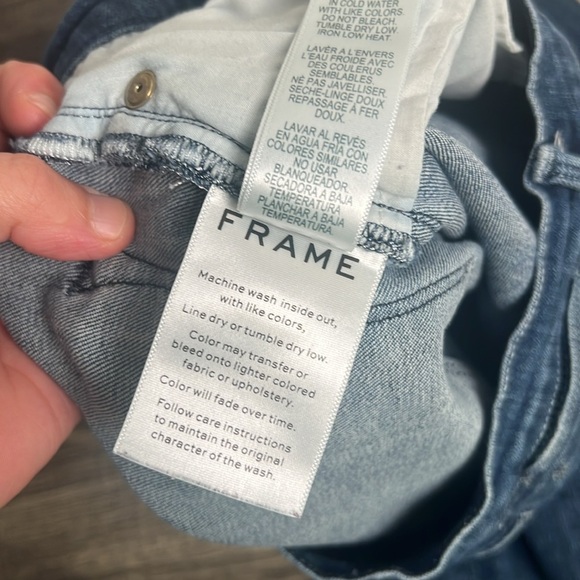 IN COLD WATER
WITH LIKE COLORS.
DO NOT BLEACH.
TUMBLE DRY LOW
IRON LOW HEAT.
LAVÉR A L'ENVERS
L'EAU FROIDE AVEC
DES COULERUS
SEMBLABLES.
NÉ PAS JAVELLISER.
SECHE-LINGE DOUX
REPASSAGE À FER
DOUX.
LAVAR AL REVÉS
EN AGUA FRÍA CON
COLORES SIMILARES
NO USAR
BLANQUEADOR
SECADORA A BAJA
TEMPERATURA
PLANCHAR A BAJA
TEMPERATURA
FRAME
Machine wash inside out,
with like colors,
Line dry or tumble dry low.
Color may transfer or
bleed onto lighter colored
fabric or upholstery.
Color will fade over time.
Follow care instructions
to maintain the original
character of the wash.